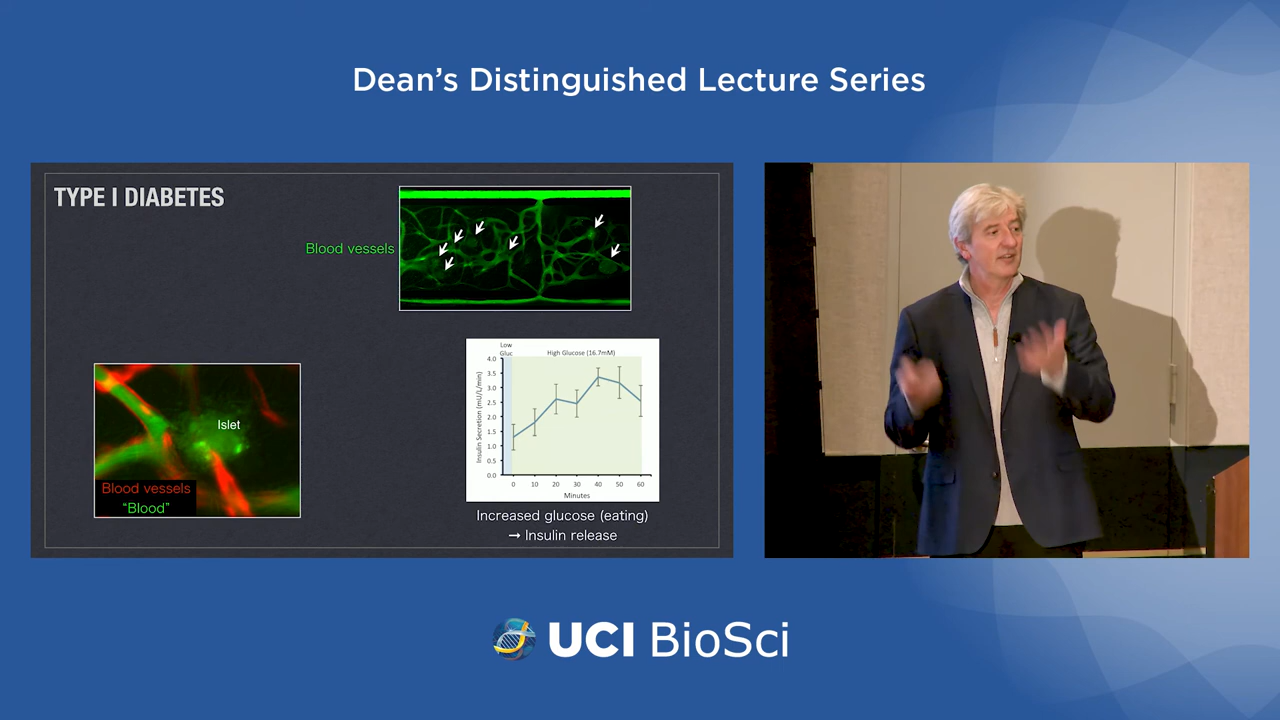 Dean's Distinguished Lecture Series
TYPE I DIABETES
Blood vessels
Islet
Blood vessels
“Blood”
Low
Gluc
High Glucose (16.7mM)
Insulin Secretion (mU/L/min)
4.0
3.5
3.0
2.5
2.0
1.5
1.0
0.5
0.0
0 10 20 30 40 50 60
Minutes
Increased glucose (eating)
→ Insulin release
UCI BioSci